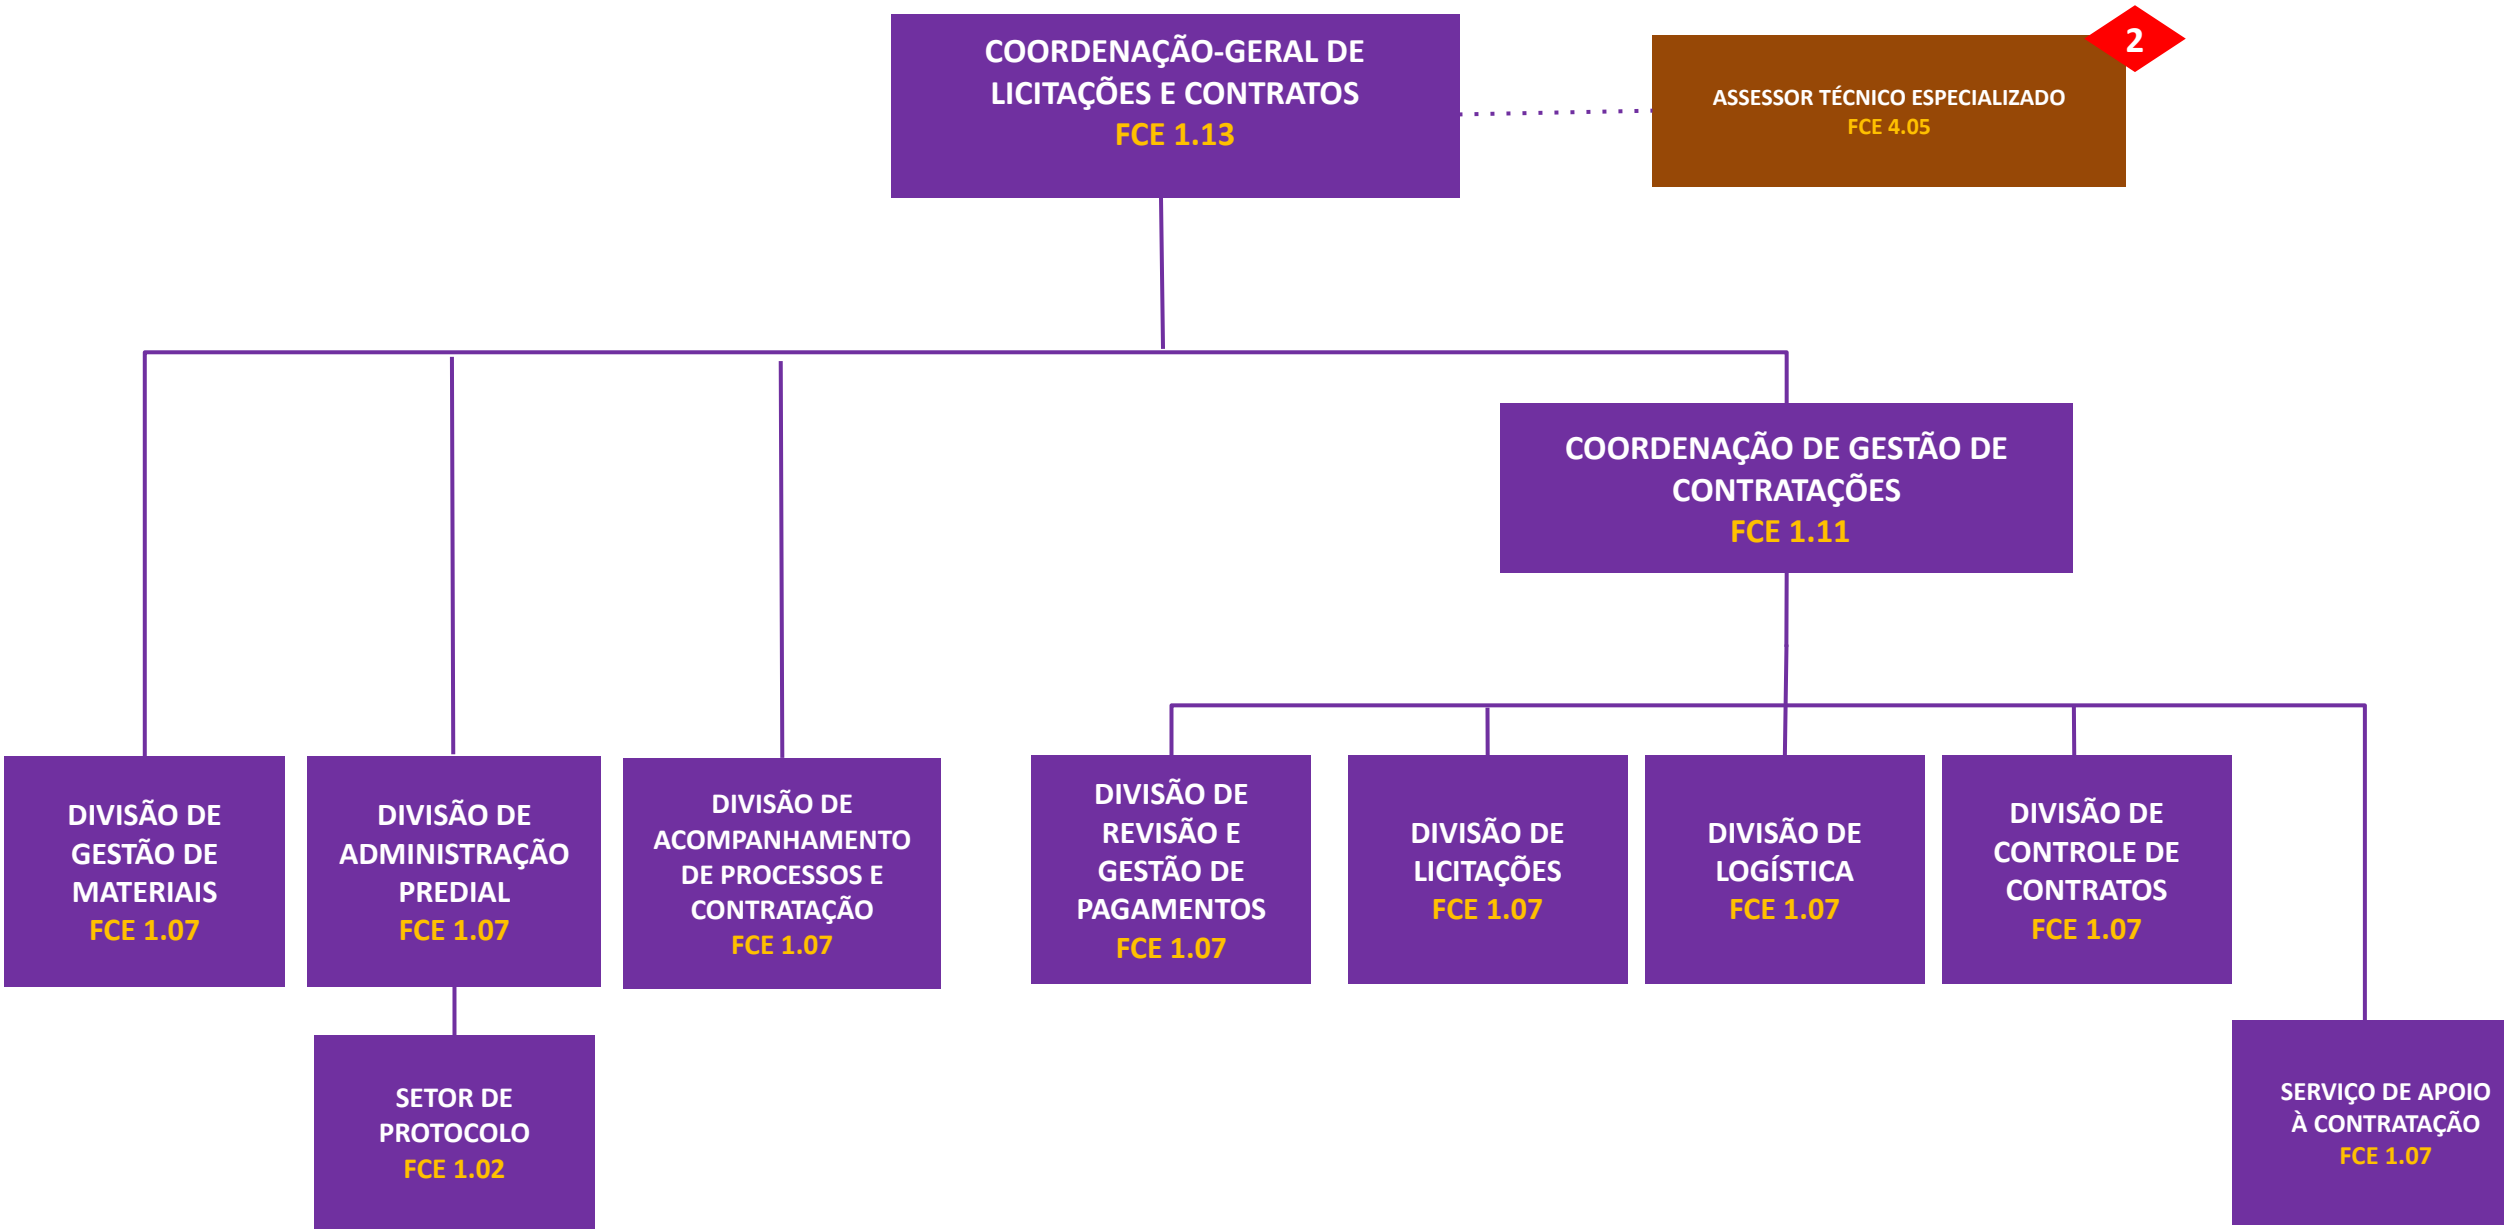 COORDENAÇÃO-GERAL DE
LICITAÇÕES E CONTRATOS
FCE 1.13
2
ASSESSOR TÉCNICO ESPECIALIZADO
FCE 4.05
COORDENAÇÃO DE GESTÃO DE
CONTRATAÇÕES
FCE 1.11
DIVISÃO DE
GESTÃO DE
MATERIAIS
FCE 1.07
DIVISÃO DE
ADMINISTRAÇÃO
PREDIAL
FCE 1.07
DIVISÃO DE
ACOMPANHAMENTO
DE PROCESSOS E
CONTRATAÇÃO
FCE 1.07
DIVISÃO DE
REVISÃO E
GESTÃO DE
PAGAMENTOS
FCE 1.07
DIVISÃO DE
LICITAÇÕES
FCE 1.07
DIVISÃO DE
LOGÍSTICA
FCE 1.07
DIVISÃO DE
CONTROLE DE
CONTRATOS
FCE 1.07
SETOR DE
PROTOCOLO
FCE 1.02
SERVIÇO DE APOIO
À CONTRATAÇÃO
FCE 1.07